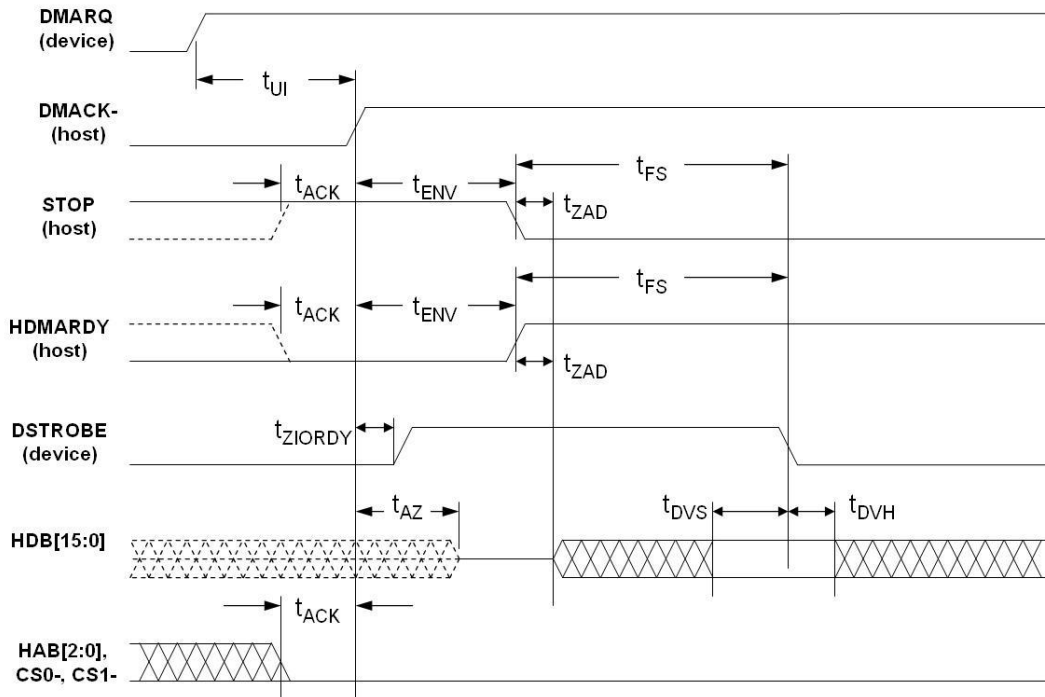 DMARQ
(device)
tUI
DMACK-
(host)
tFS
tACK
tENV
tZAD
STOP
(host)
tFS
tACK
tENV
HDMARDY
(host)
tZAD
DSTROBE
(device)
tZIORDY
tAZ
tDVS
tDVH
HDB[15:0]
tACK
HAB[2:0],
CS0-, CS1-